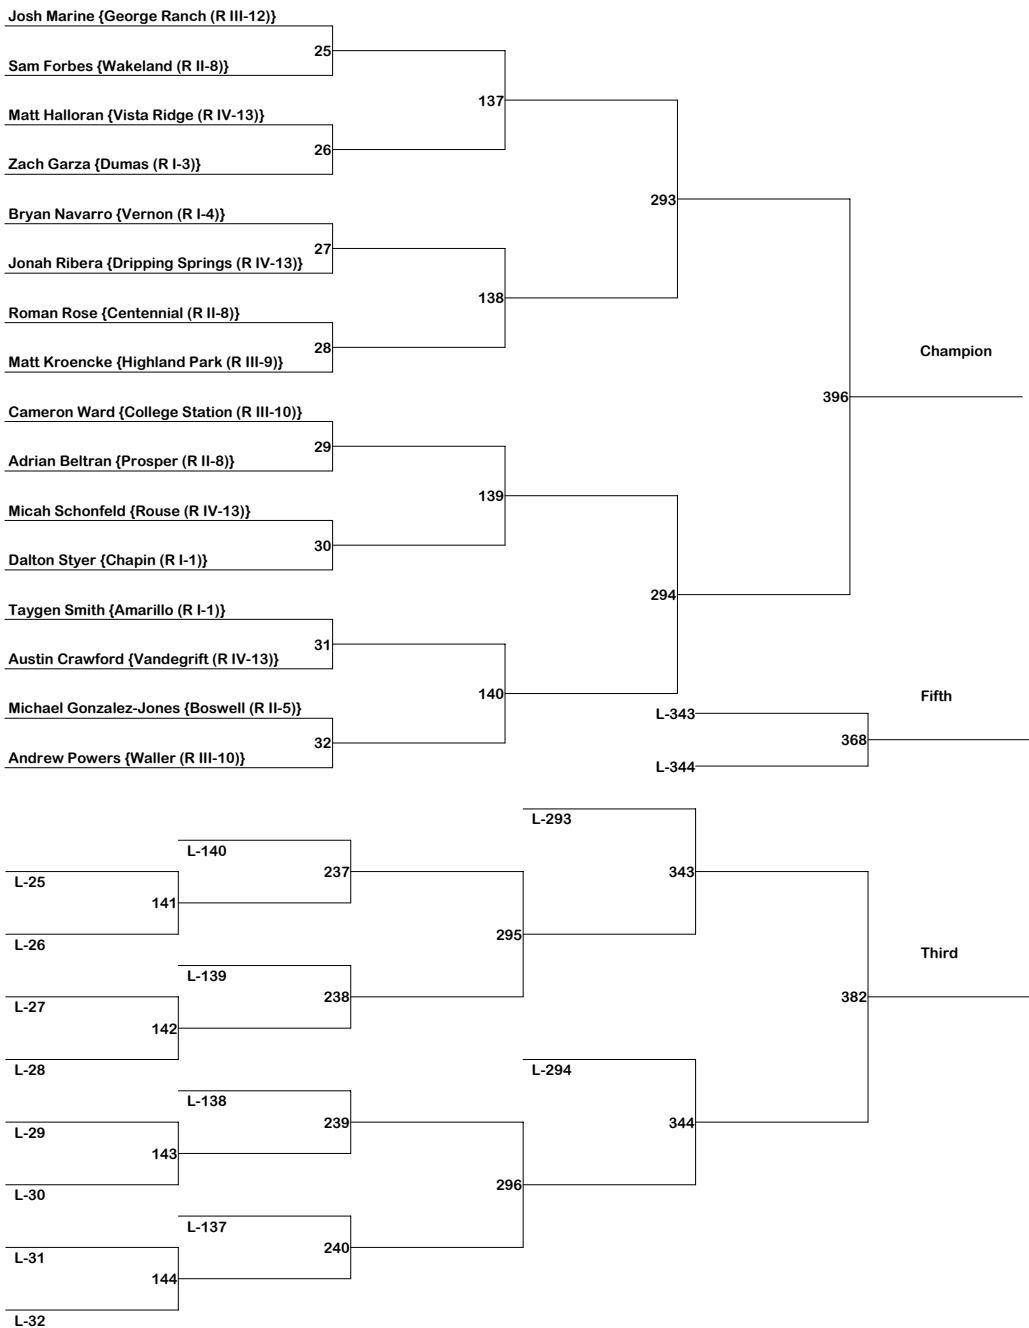 Josh Marine {George Ranch (R III-12)}
25
Sam Forbes {Wakeland (R II-8)}
137
Matt Halloran {Vista Ridge (R IV-13)}
26
Zach Garza {Dumas (R I-3)}
293
Bryan Navarro {Vernon (R I-4)}
27
Jonah Ribera {Dripping Springs (R IV-13)}
138
Roman Rose {Centennial (R II-8)}
28
Matt Kroencke {Highland Park (R III-9)}
Champion
396
Cameron Ward {College Station (R III-10)}
29
Adrian Beltran {Prosper (R II-8)}
139
Micah Schonfeld {Rouse (R IV-13)}
30
Dalton Styer {Chapin (R I-1)}
294
Taygen Smith {Amarillo (R I-1)}
31
Austin Crawford {Vandegrift (R IV-13)}
140
Michael Gonzalez-Jones {Boswell (R II-5)}
32
Andrew Powers {Waller (R III-10)}
Fifth
L-343
368
L-344
L-293
L-140
237
343
L-25
141
295
L-26
Third
L-139
238
382
L-27
142
L-28
L-294
L-138
239
344
L-29
143
296
L-30
L-137
240
L-31
144
L-32